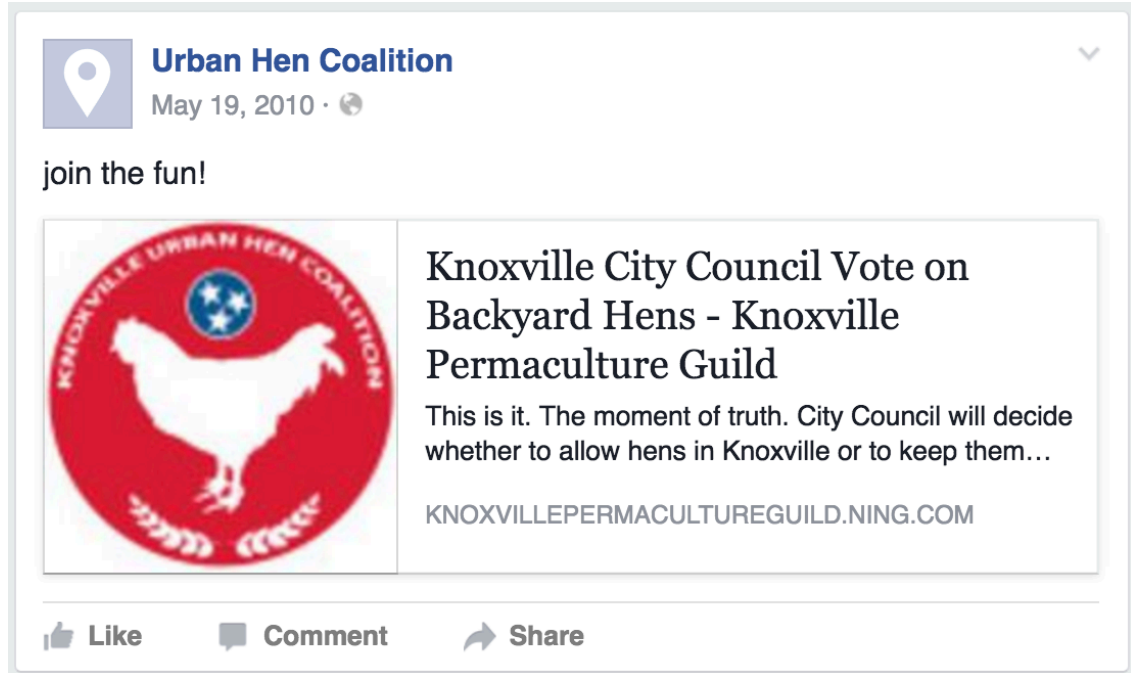 Urban Hen Coalition
May 19, 2010 ·
join the fun!
KNOXVILLE URBAN HEN COALITION
Knoxville City Council Vote on
Backyard Hens - Knoxville
Permaculture Guild
This is it. The moment of truth. City Council will decide
whether to allow hens in Knoxville or to keep them...
KNOXVILLEPERMACULTUREGUILD.NING.COM
Like Comment Share